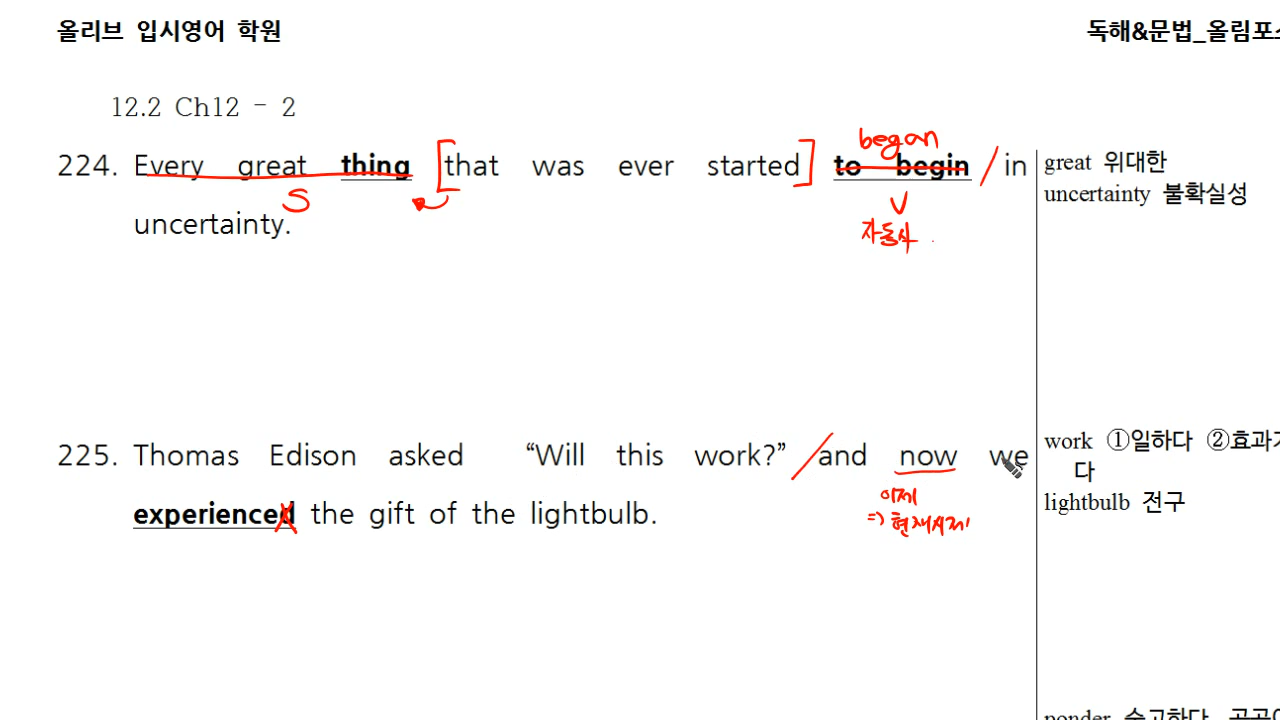 올리브 입시영어 학원
독해&문법_올림포스
12.2 Ch12 - 2
began
224. Every great thing [that was ever started] to begin / in
uncertainty.
S
V
자동사.
great 위대한
uncertainty 불확실성
225. Thomas Edison asked “Will this work?” / and now we
experienced the gift of the lightbulb.
이제
=> 현재시제
work ①일하다 ②효과가
다
lightbulb 전구
ponder 숙고하다, 곰곰이